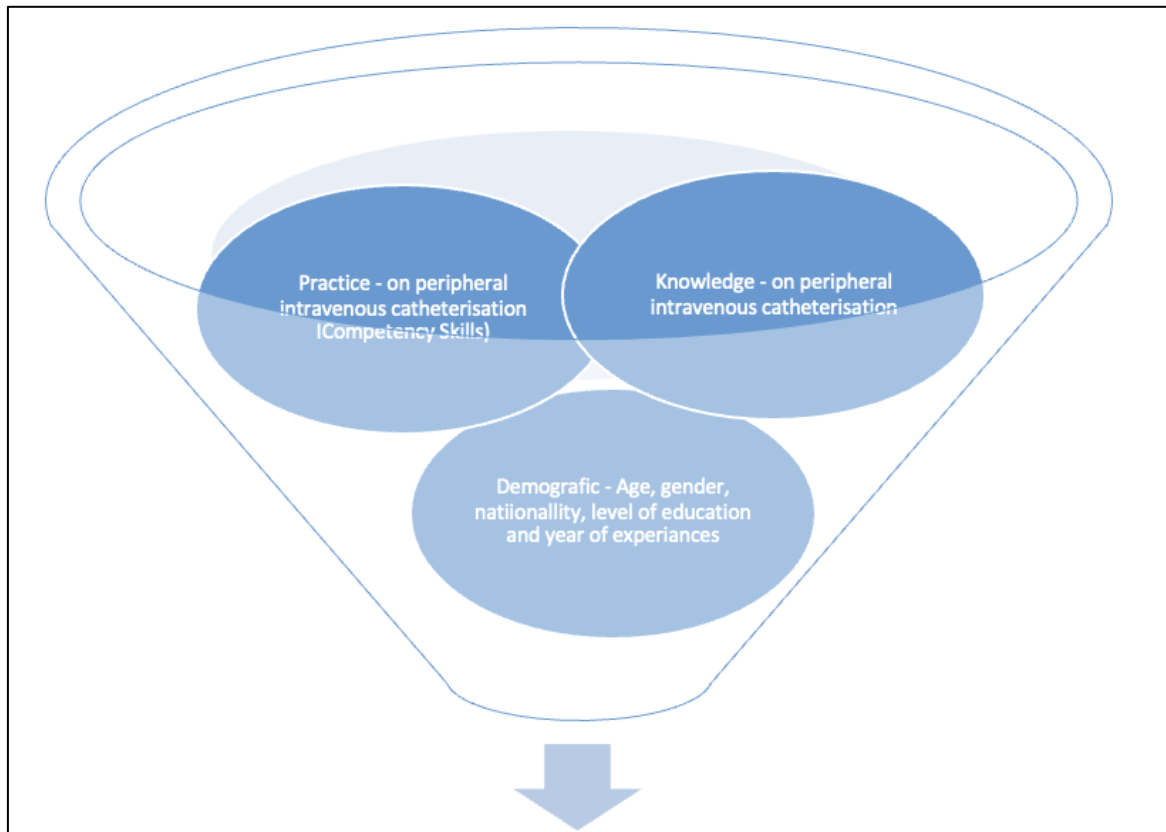 Practice - on peripheral
intravenous catheterisation
lCompetency Skills)
Knowledge - on peripheral
intravenous catheterisation
Demografic - Age, gender,
natiionallity, level of education
and year of experiances